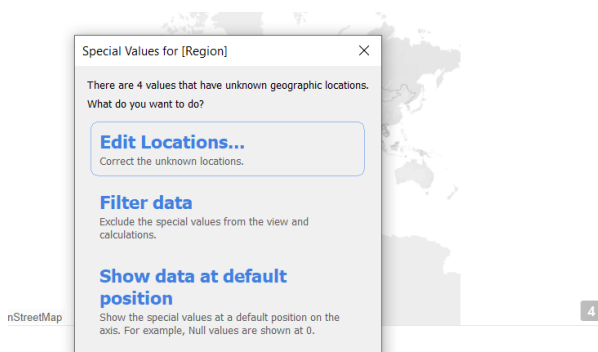 Special Values for [Region]
There are 4 values that have unknown geographic locations.
What do you want to do?
Edit Locations...
Correct the unknown locations.
Filter data
Exclude the special values from the view and
calculations.
Show data at default
position
Show the special values at a default position on the
axis. For example, Null values are shown at 0.
nStreetMap
4